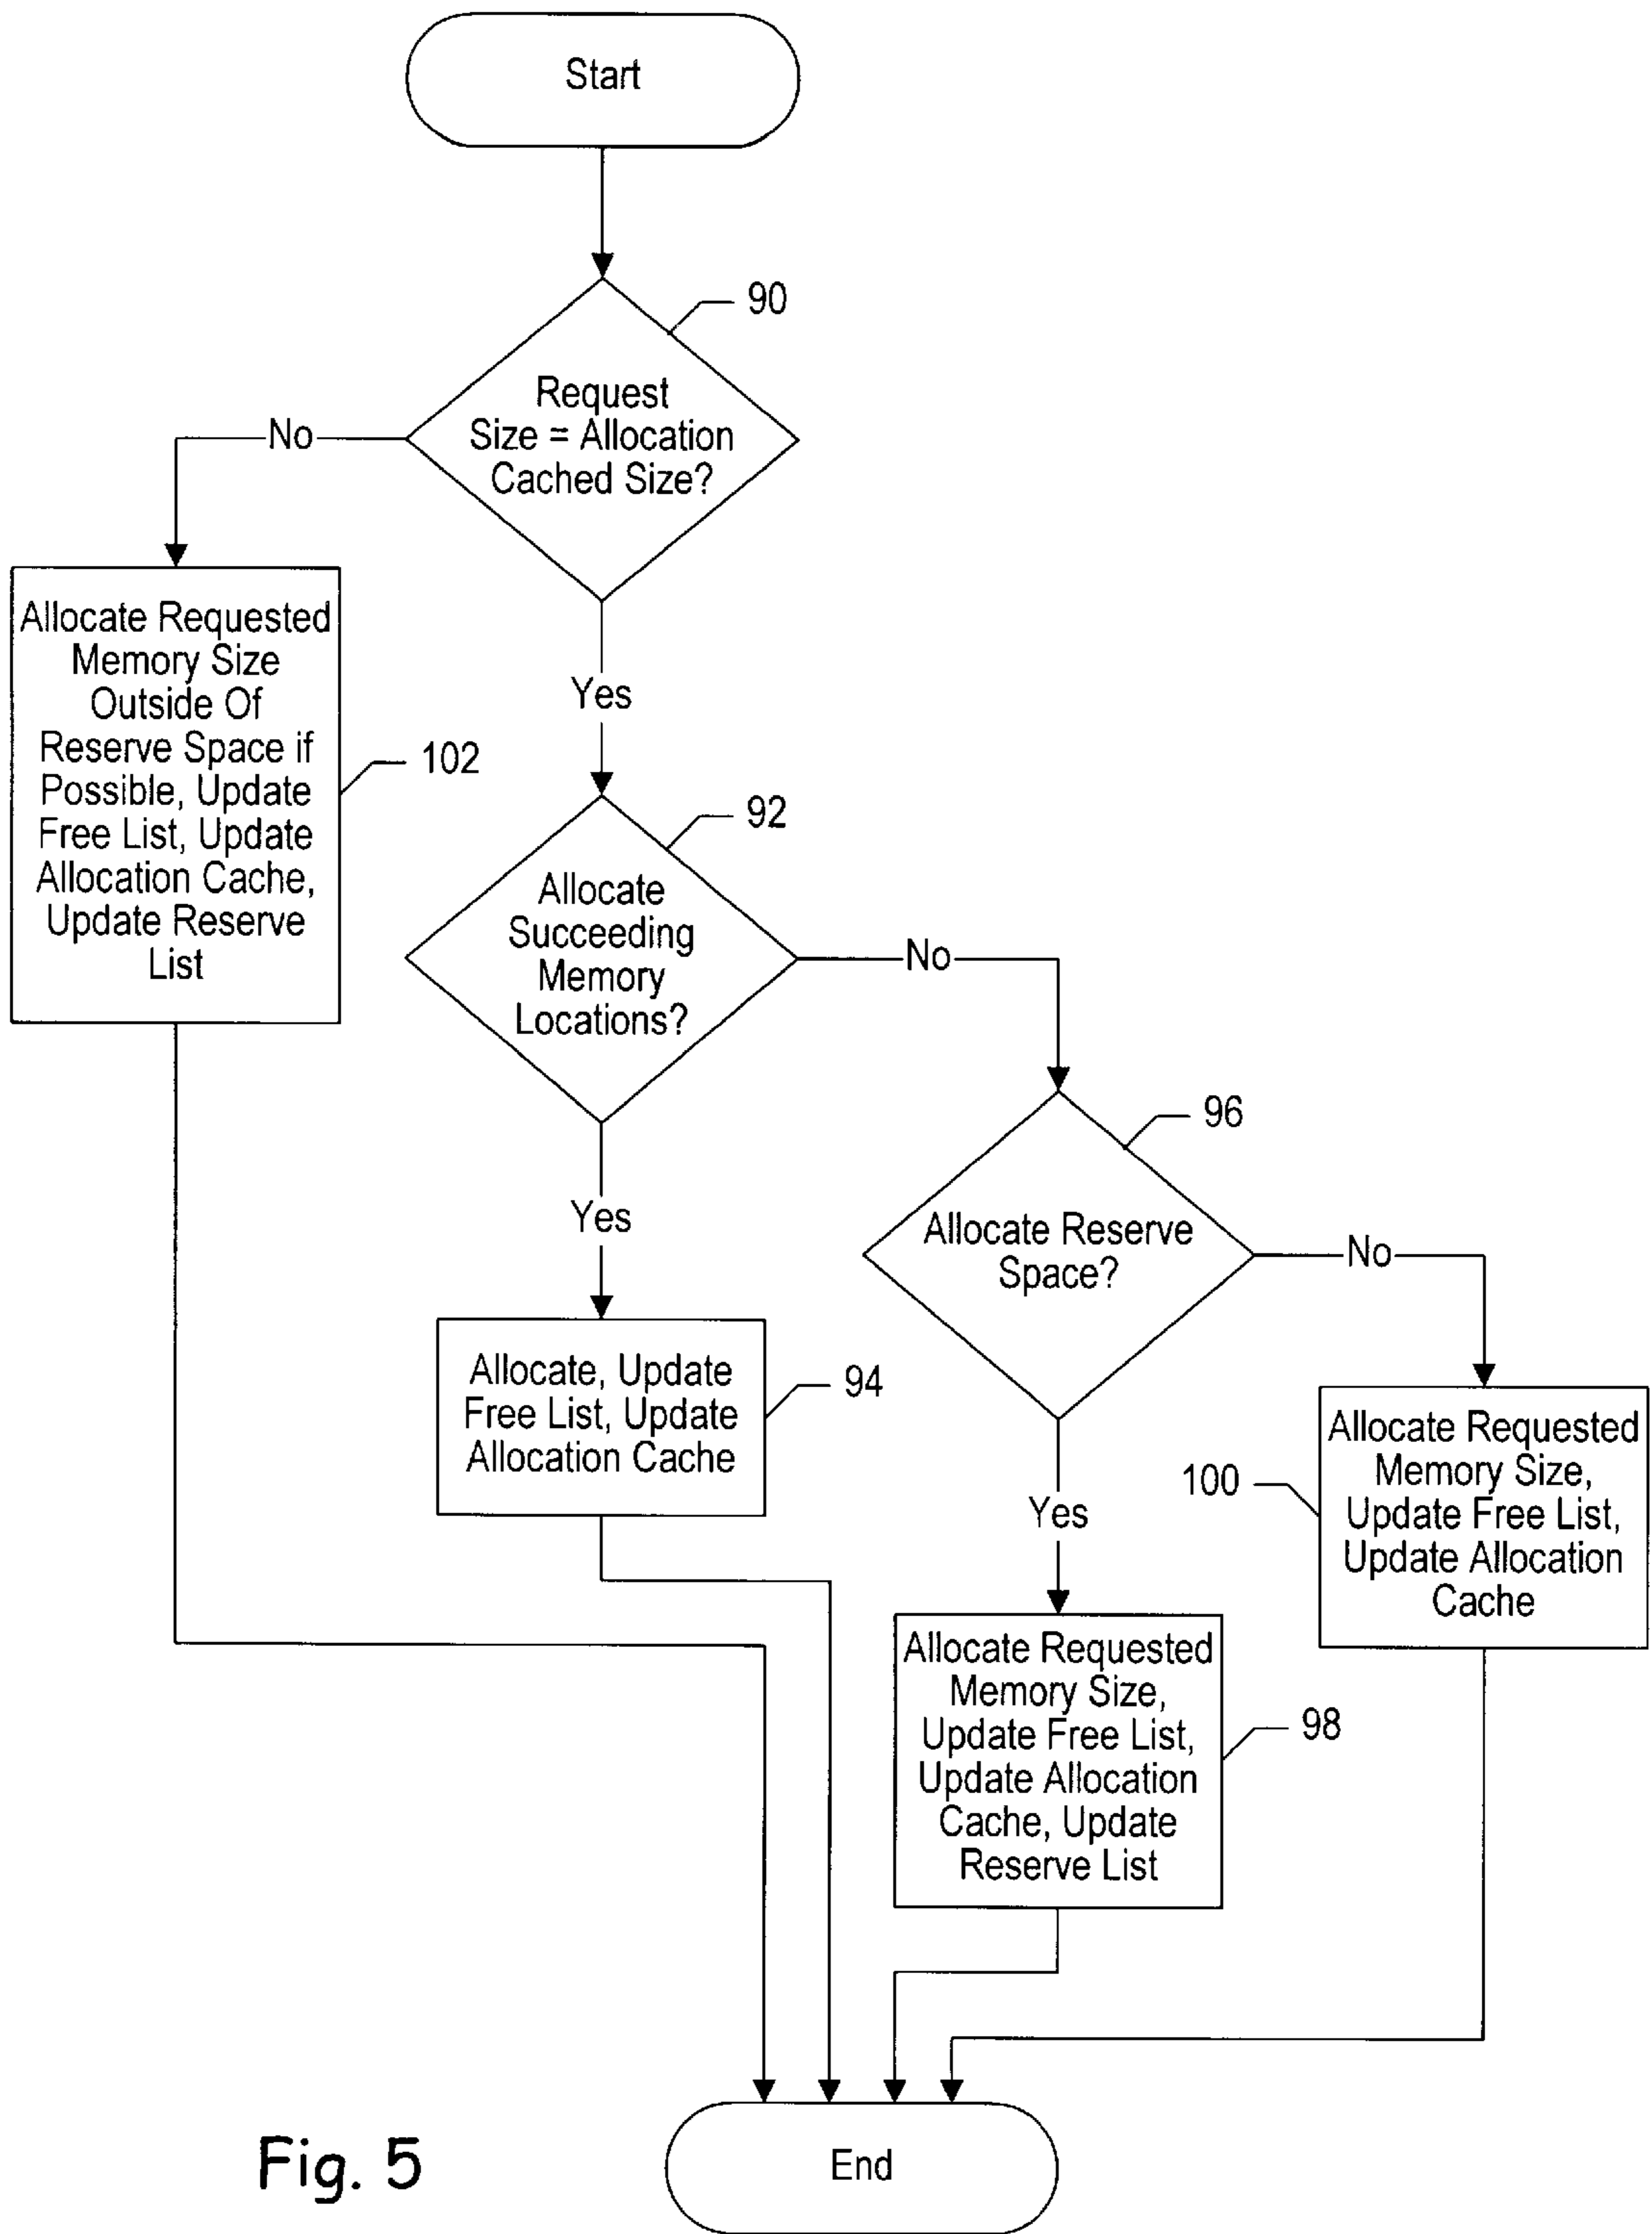 Start
90
Request
Size = Allocation
Cached Size?
No
Yes
Allocate Requested
Memory Size
Outside Of
Reserve Space if
Possible, Update
Free List, Update
Allocation Cache,
Update Reserve
List
102
92
Allocate
Succeeding
Memory
Locations?
No
Yes
96
Allocate Reserve
Space?
No
Yes
Allocate, Update
Free List, Update
Allocation Cache
94
Allocate Requested
Memory Size,
Update Free List,
Update Allocation
Cache
100
Allocate Requested
Memory Size,
Update Free List,
Update Allocation
Cache, Update
Reserve List
98
End
Fig. 5